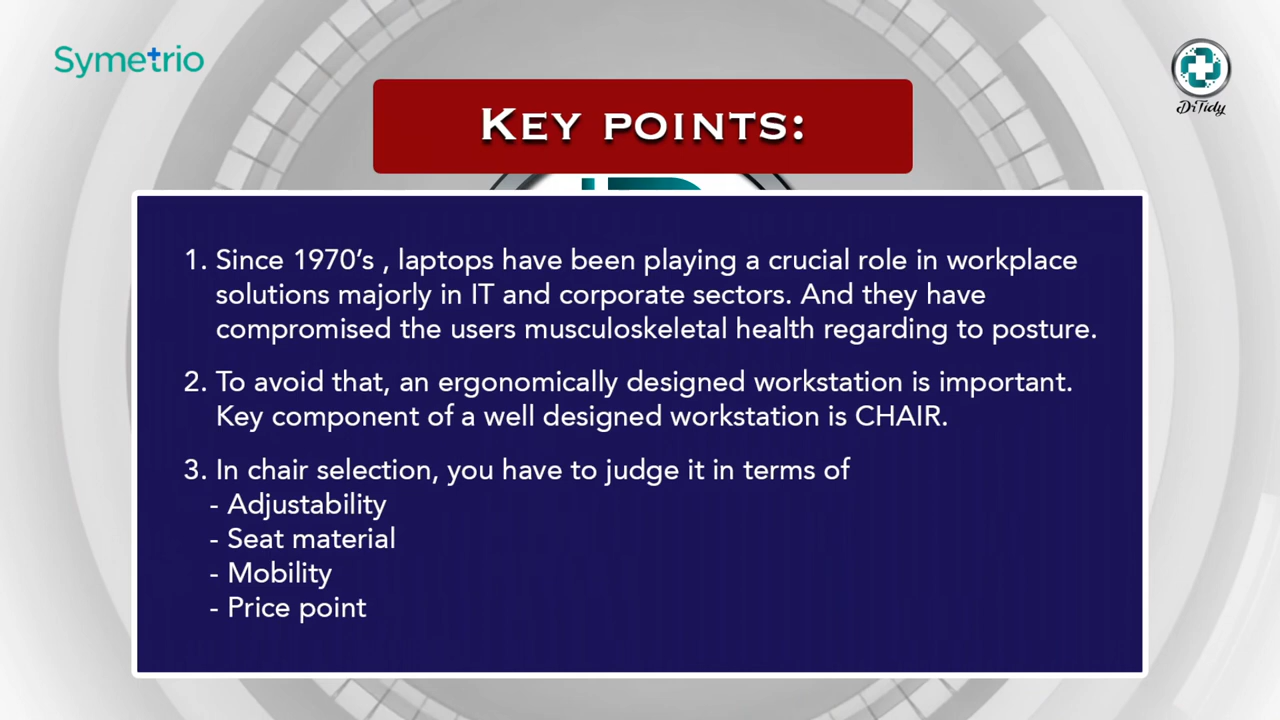 Symetrio
DiTidy
KEY POINTS:
1. Since 1970's , laptops have been playing a crucial role in workplace
solutions majorly in IT and corporate sectors. And they have
compromised the users musculoskeletal health regarding to posture.
2. To avoid that, an ergonomically designed workstation is important.
Key component of a well designed workstation is CHAIR.
3. In chair selection, you have to judge it in terms of
- Adjustability
- Seat material
- Mobility
- Price point